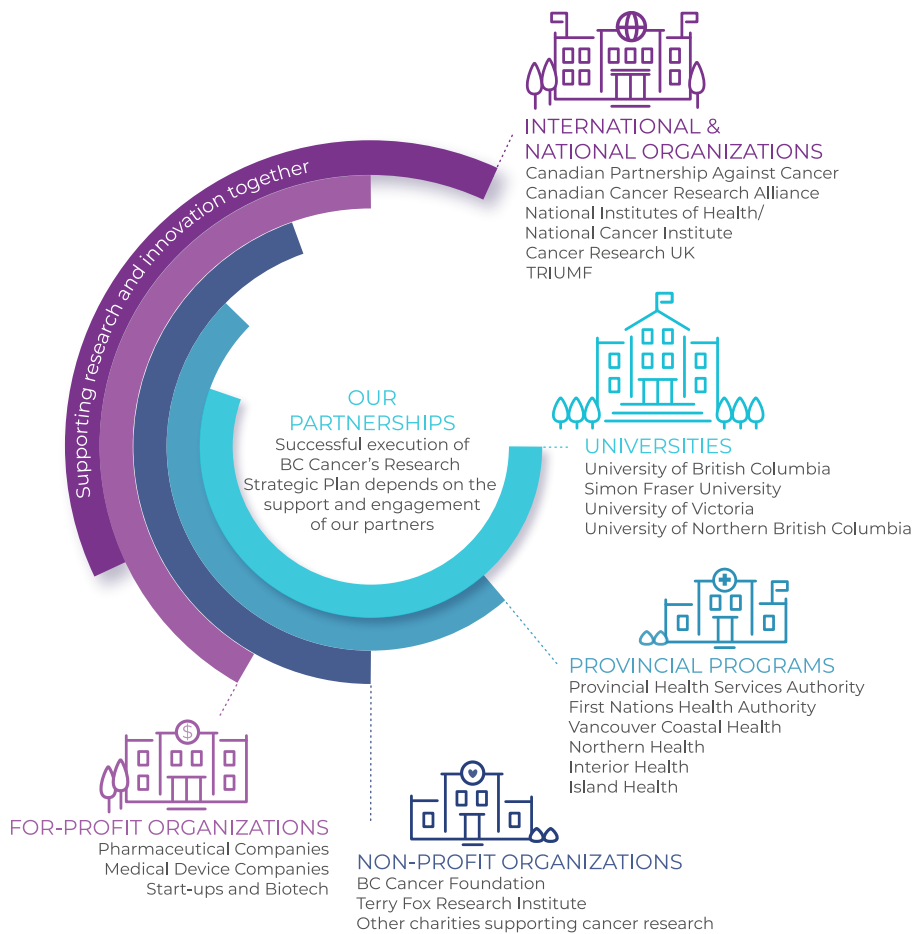 Supporting research and innovation together
INTERNATIONAL &
NATIONAL ORGANIZATIONS
Canadian Partnership Against Cancer
Canadian Cancer Research Alliance
National Institutes of Health/
National Cancer Institute
Cancer Research UK
TRIUMF
OUR
PARTNERSHIPS
Successful execution of
BC Cancer’s Research
Strategic Plan depends on the
support and engagement
of our partners
UNIVERSITIES
University of British Columbia
Simon Fraser University
University of Victoria
University of Northern British Columbia
PROVINCIAL PROGRAMS
Provincial Health Services Authority
First Nations Health Authority
Vancouver Coastal Health
Northern Health
Interior Health
Island Health
$
FOR-PROFIT ORGANIZATIONS
Pharmaceutical Companies
Medical Device Companies
Start-ups and Biotech
NON-PROFIT ORGANIZATIONS
BC Cancer Foundation
Terry Fox Research Institute
Other charities supporting cancer research